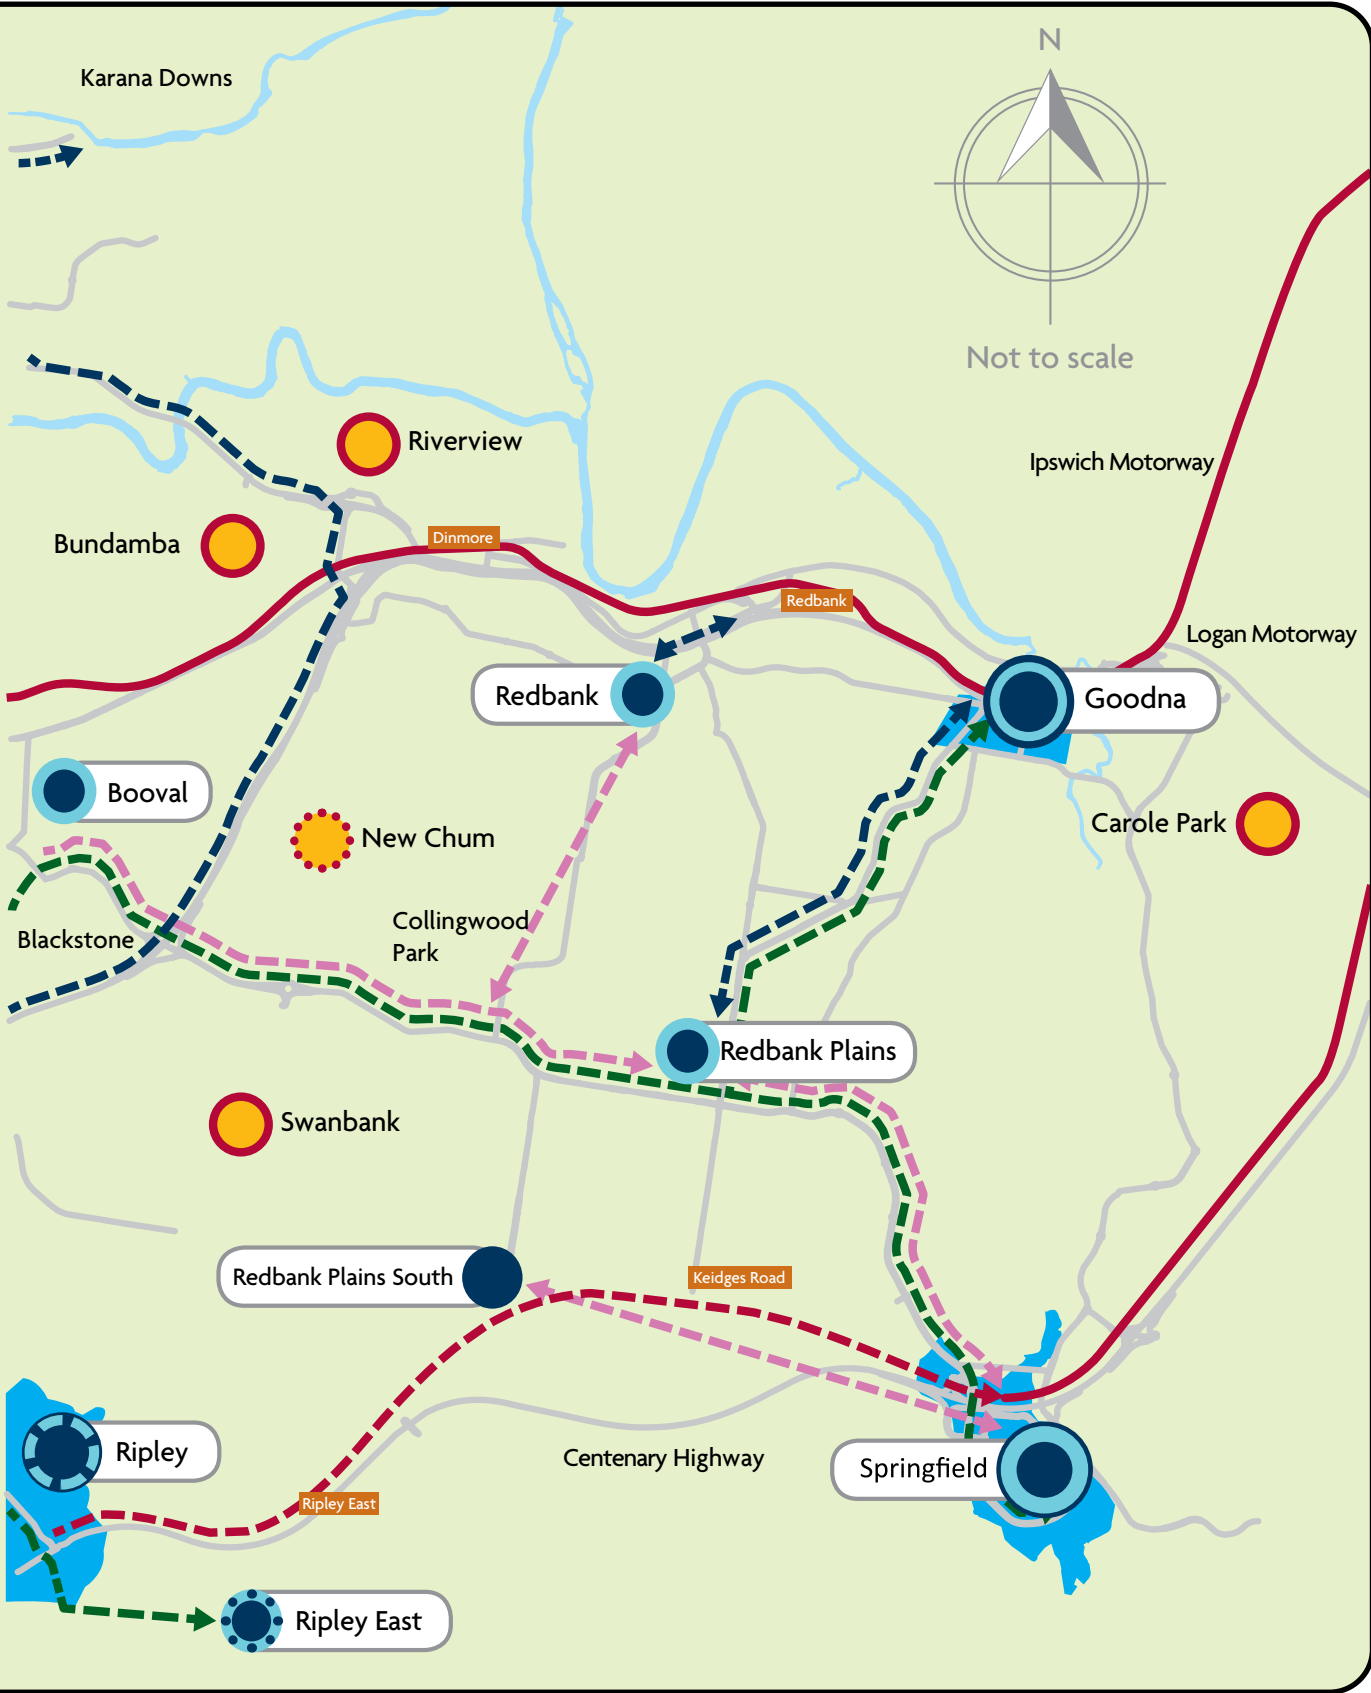 N
Karana Downs
Not to scale
Riverview
Ipswich Motorway
Dinmore
Bundamba
Redbank
Logan Motorway
Redbank
Goodna
Booval
Carole Park
New Chum
Collingwood
Park
Blackstone
Redbank Plains
Swanbank
Redbank Plains South
Keidges Road
Ripley
Centenary Highway
Springfield
Ripley East
Ripley East